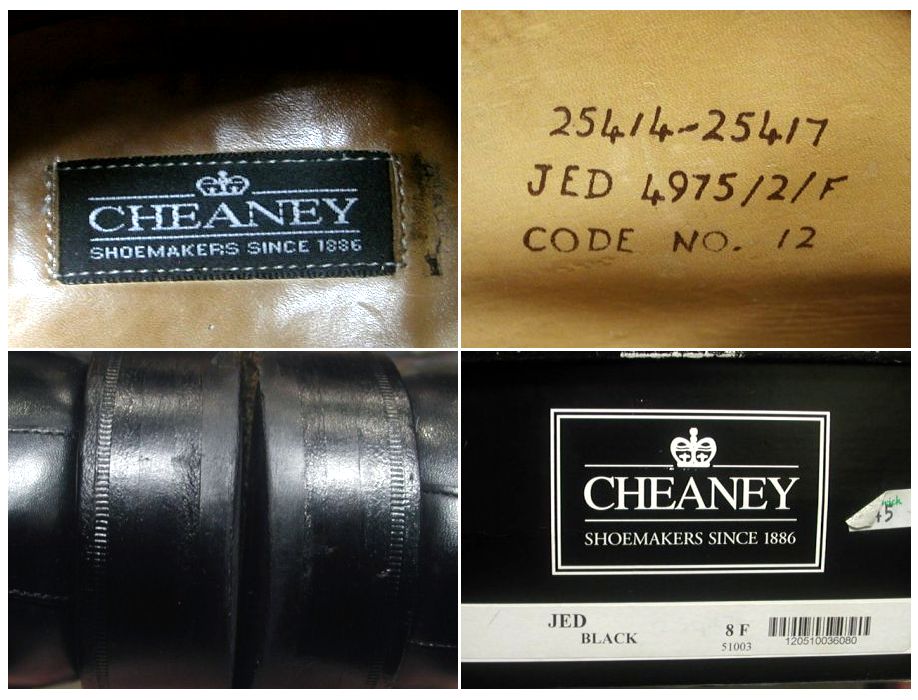 CHEANEY
SHOEMAKERS SINCE 1886
25414-25417
JED 4975/2/F
CODE NO. 12
CHEANEY
SHOEMAKERS SINCE 1886
45
JED
BLACK
8 F
51003
120510036080